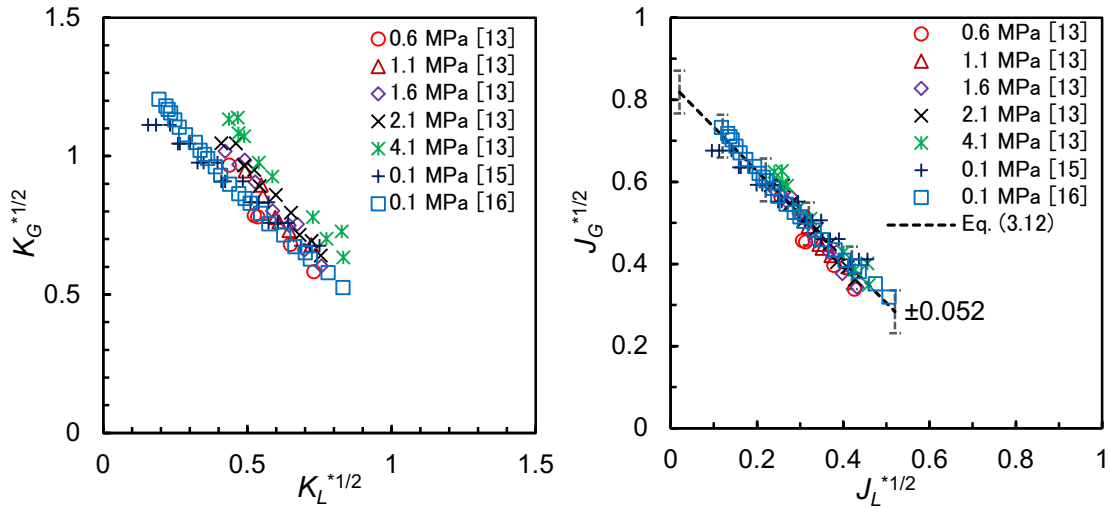 1.5
1
0.5
0
0
0.5
1
1.5
K_G^{*1/2}
K_L^{*1/2}
0.6 MPa [13]
1.1 MPa [13]
1.6 MPa [13]
2.1 MPa [13]
4.1 MPa [13]
0.1 MPa [15]
0.1 MPa [16]
1
0.8
0.6
0.4
0.2
0
0
0.2
0.4
0.6
0.8
1
J_G^{*1/2}
J_L^{*1/2}
0.6 MPa [13]
1.1 MPa [13]
1.6 MPa [13]
2.1 MPa [13]
4.1 MPa [13]
0.1 MPa [15]
0.1 MPa [16]
Eq. (3.12)
±0.052